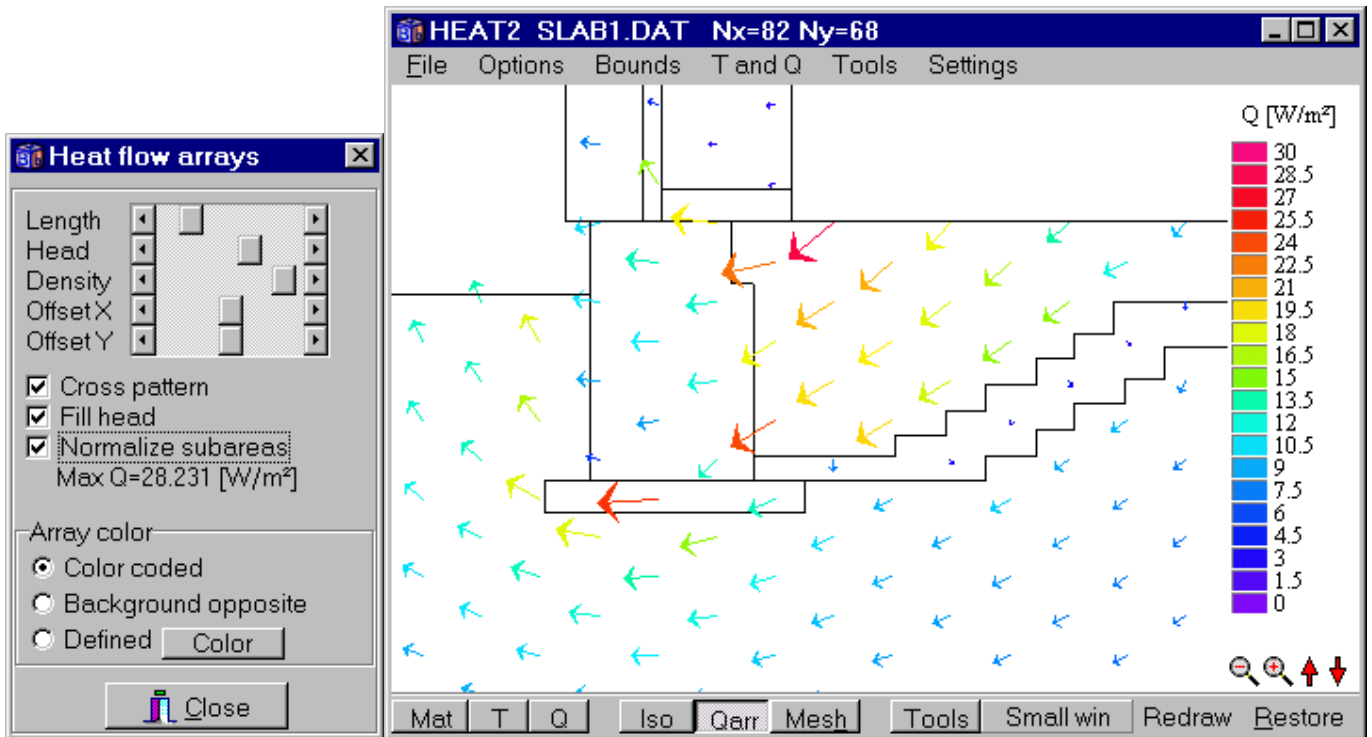 Heat flow arrays
Length
Head
Density
Offset X
Offset Y
Cross pattern
Fill head
Normalize subareas
Max Q=28.231 [W/m²]
Array color
Color coded
Background opposite
Defined Color
Close
HEAT2 SLAB1.DAT Nx=82 Ny=68
File Options Bounds T and Q Tools Settings
Q [W/m²]
30
28.5
27
25.5
24
22.5
21
19.5
18
16.5
15
13.5
12
10.5
9
7.5
6
4.5
3
1.5
0
Mat T Q Iso Qarr Mesh Tools Small win Redraw Restore